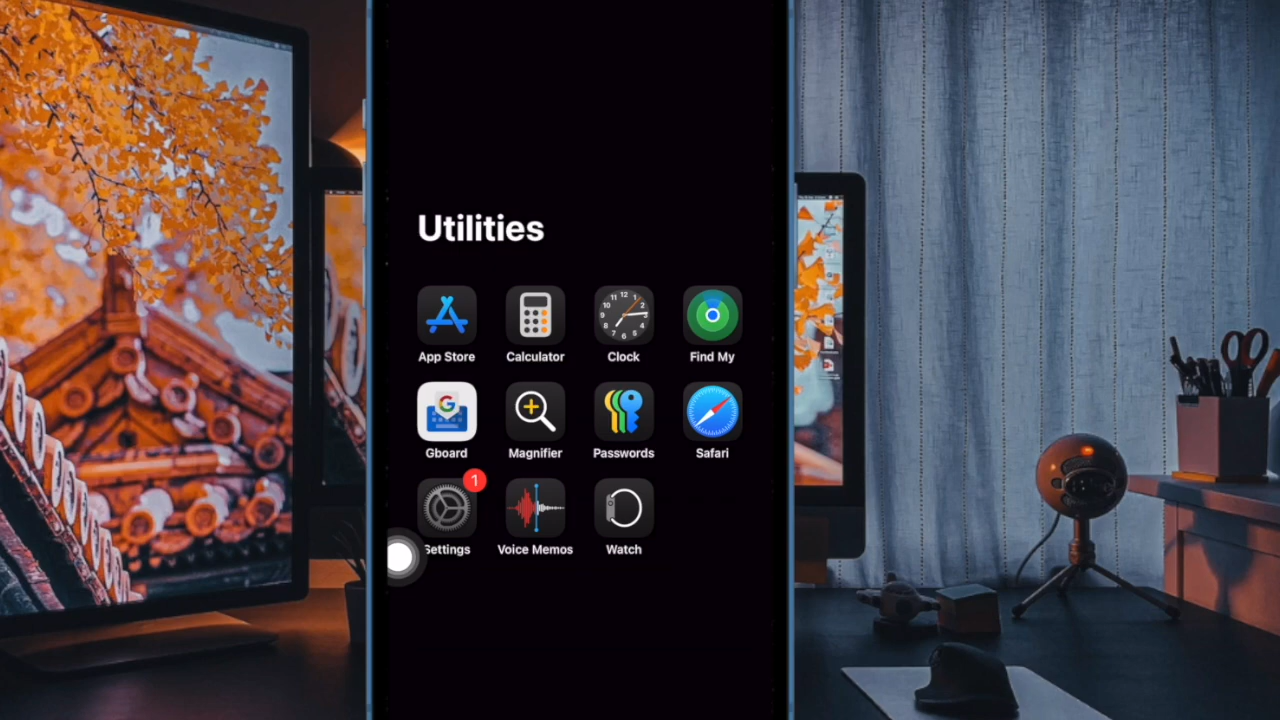 Utilities
App Store
Calculator
Clock
Find My
Gboard
Magnifier
Passwords
Safari
1
Settings
Voice Memos
Watch